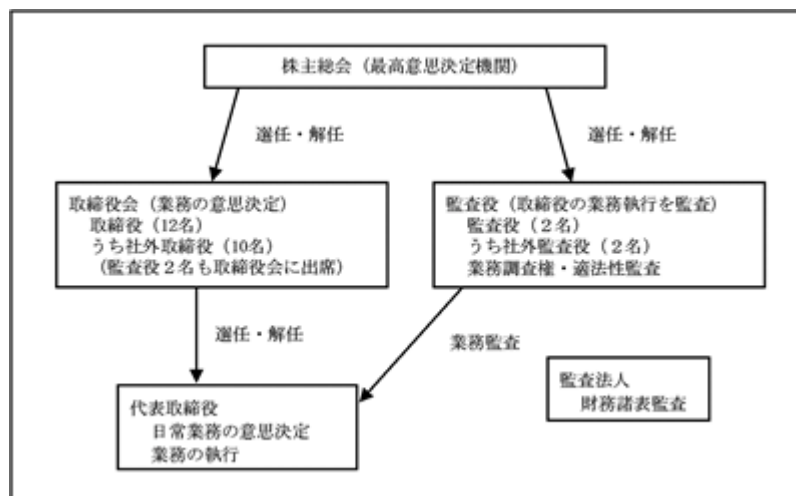 株主総会（最高意思決定機関）
選任・解任
選任・解任
取締役会（業務の意思決定）
取締役（12名）
うち社外取締役（10名）
（監査役２名も取締役会に出席）
監査役（取締役の業務執行を監査）
監査役（２名）
うち社外監査役（２名）
業務調査権・適法性監査
選任・解任
業務監査
代表取締役
日常業務の意思決定
業務の執行
監査法人
財務諸表監査